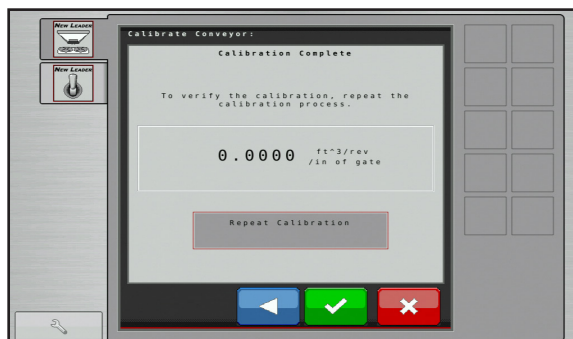 NEW LEADER
NEW LEADER
Calibrate Conveyor:
Calibration Complete
To verify the calibration, repeat the
calibration process.
0.0000 ft^3/rev
/in of gate
Repeat Calibration